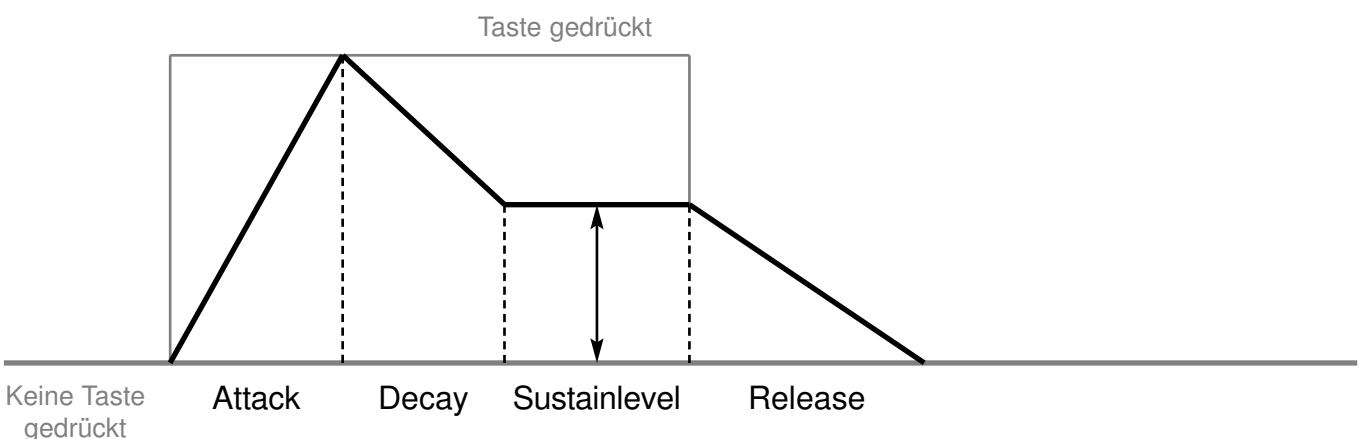 Taste gedrückt
Keine Taste
gedrückt
Attack
Decay
Sustainlevel
Release